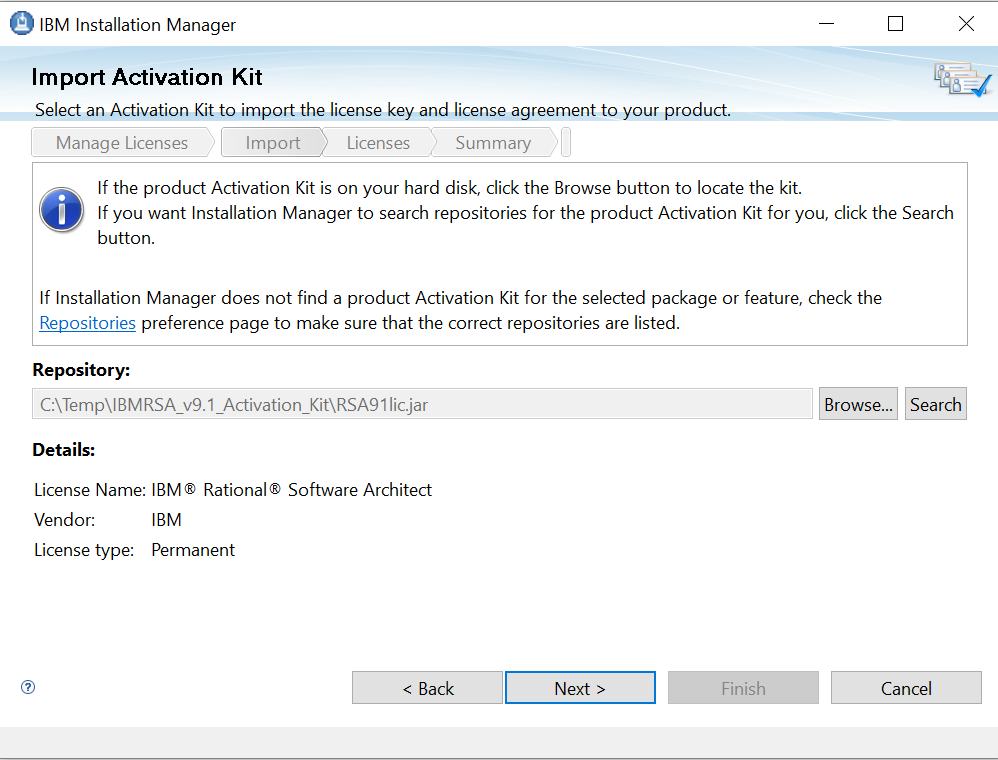 IBM Installation Manager
Import Activation Kit
Select an Activation Kit to import the license key and license agreement to your product.
Manage Licenses
Import
Licenses
Summary
If the product Activation Kit is on your hard disk, click the Browse button to locate the kit.
If you want Installation Manager to search repositories for the product Activation Kit for you, click the Search
button.
If Installation Manager does not find a product Activation Kit for the selected package or feature, check the
Repositories preference page to make sure that the correct repositories are listed.
Repository:
C:\Temp\IBMRSA_v9.1_Activation_Kit\RSA91lic.jar
Browse...
Search
Details:
License Name: IBM® Rational® Software Architect
Vendor: IBM
License type: Permanent
< Back
Next >
Finish
Cancel